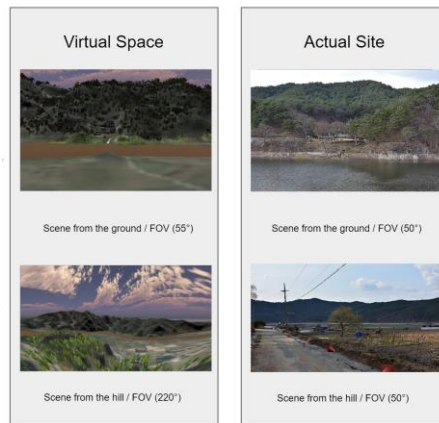 Virtual Space
Scene from the ground / FOV (55°)
Scene from the hill / FOV (220°)
Actual Site
Scene from the ground / FOV (50°)
Scene from the hill / FOV (50°)